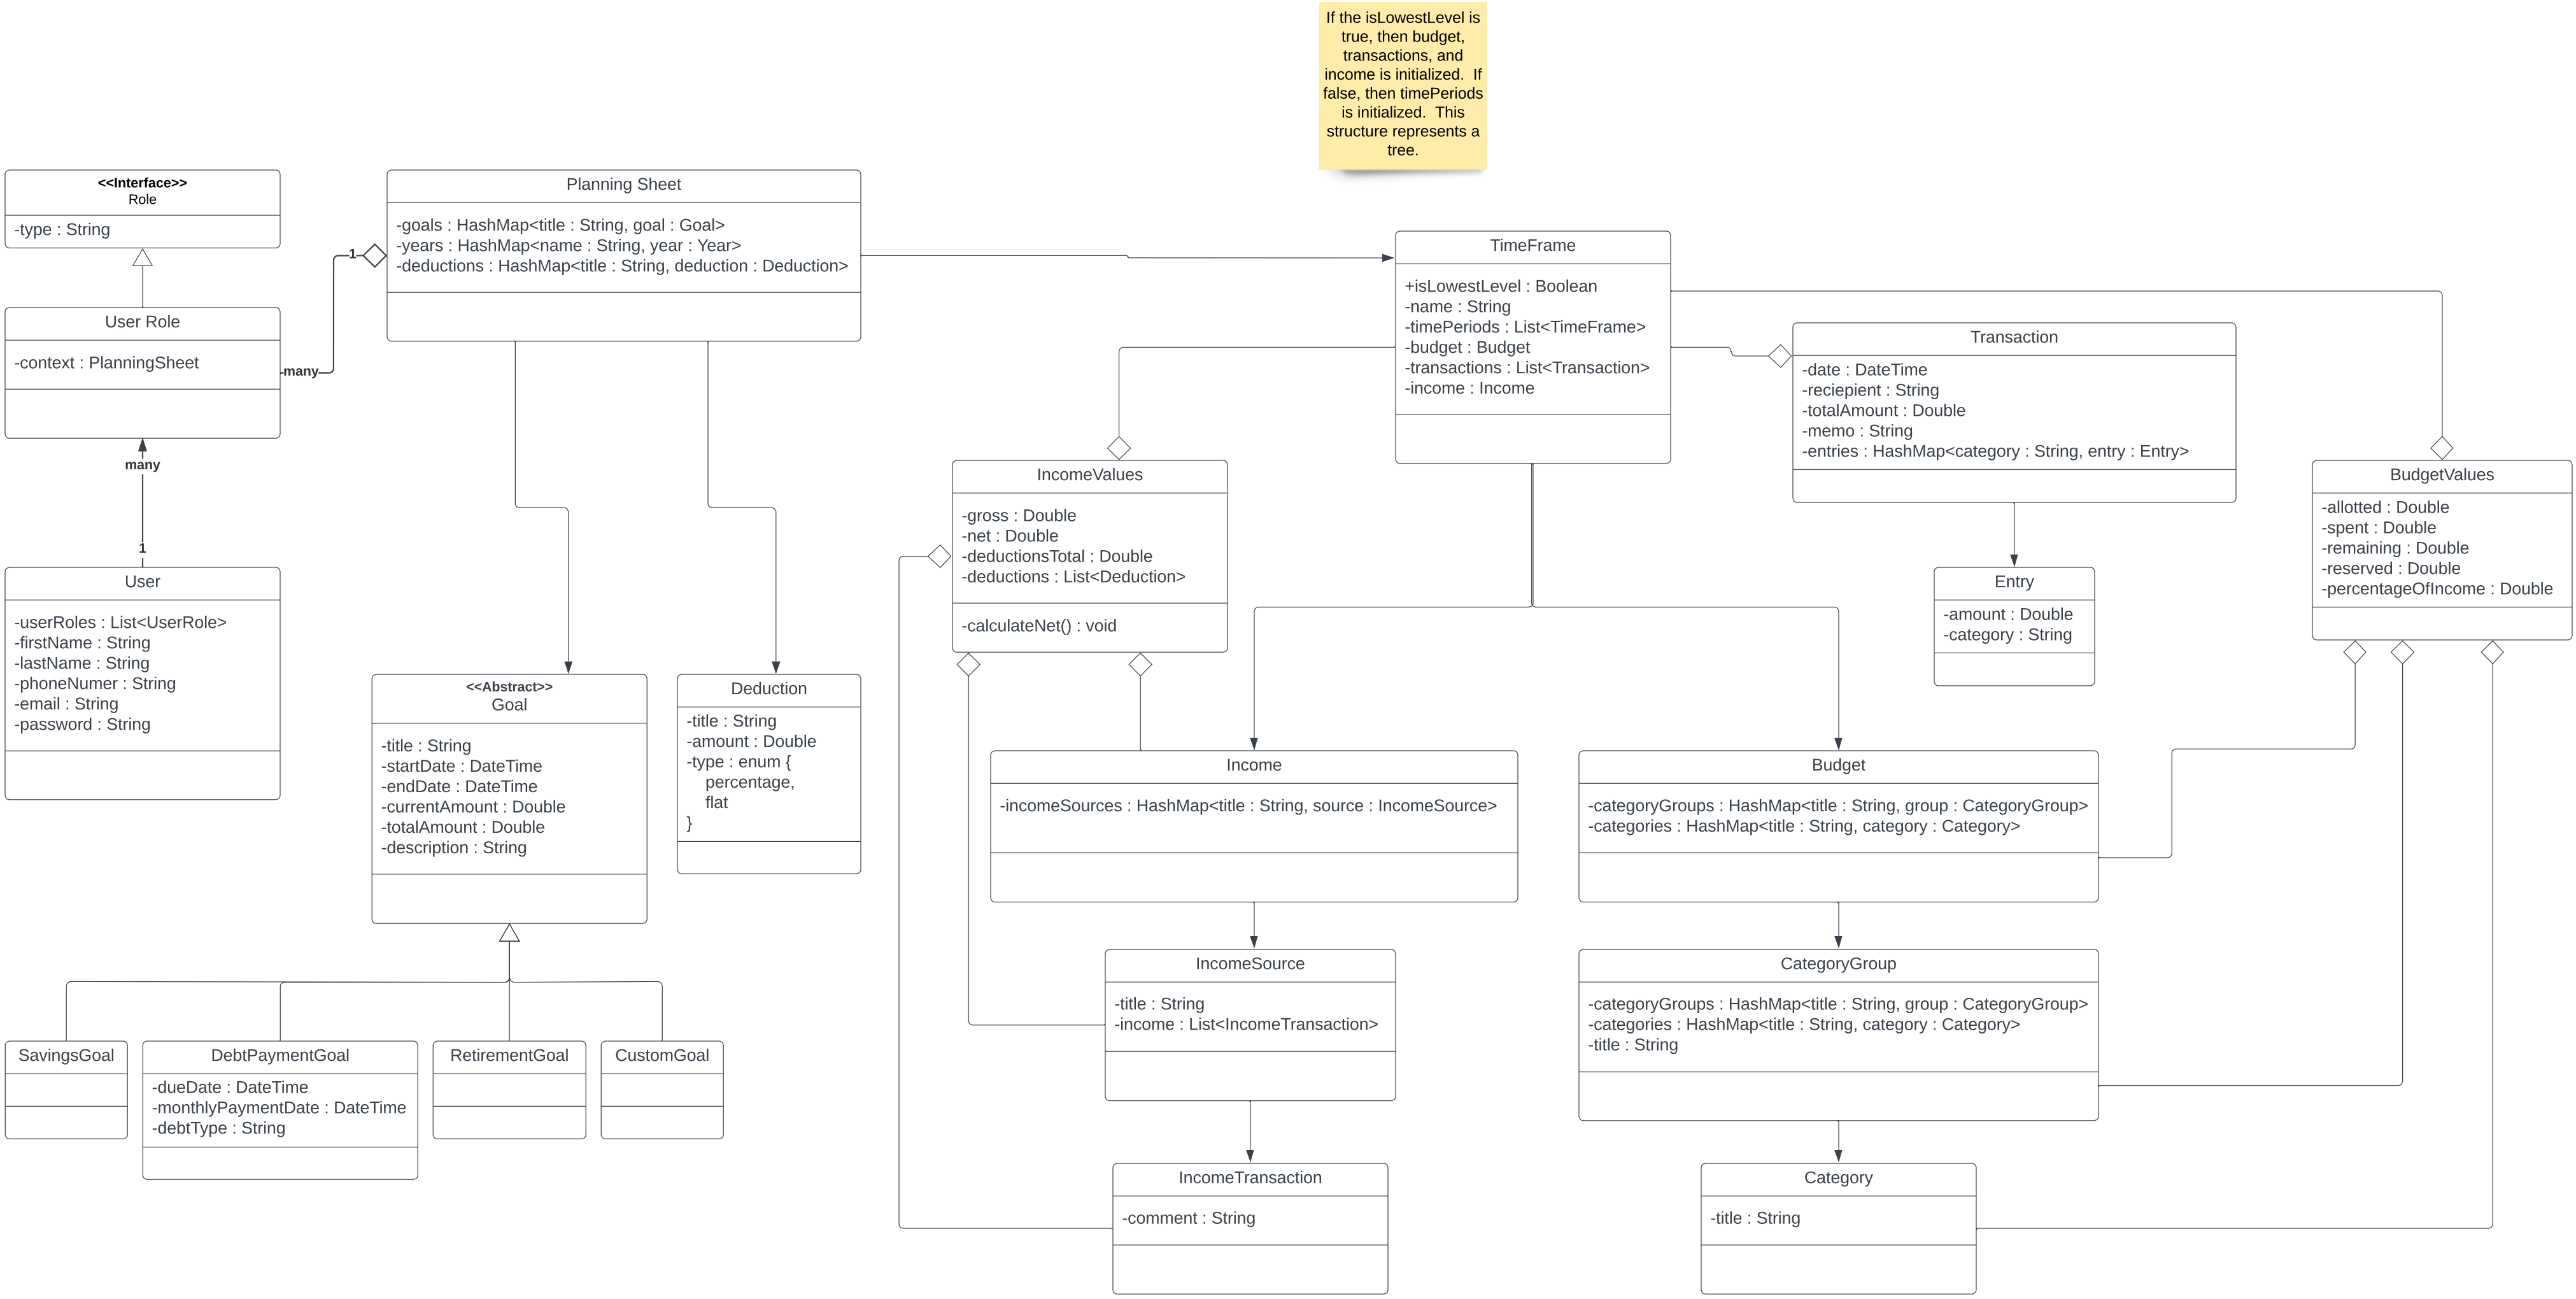 If the isLowestLevel is
true, then budget,
transactions, and
income is initialized.  If
false, then timePeriods
is initialized.  This
structure represents a
tree.
<<Interface>>
Role
-type : String
User Role
-context : PlanningSheet
many
1
many
1
User
-userRoles : List<UserRole>
-firstName : String
-lastName : String
-phoneNumer : String
-email : String
-password : String
Planning Sheet
-goals : HashMap<title : String, goal : Goal>
-years : HashMap<name : String, year : Year>
-deductions : HashMap<title : String, deduction : Deduction>
<<Abstract>>
Goal
-title : String
-startDate : DateTime
-endDate : DateTime
-currentAmount : Double
-totalAmount : Double
-description : String
Deduction
-title : String
-amount : Double
-type : enum {
percentage,
flat
}
SavingsGoal
DebtPaymentGoal
-dueDate : DateTime
-monthlyPaymentDate : DateTime
-debtType : String
RetirementGoal
CustomGoal
TimeFrame
+isLowestLevel : Boolean
-name : String
-timePeriods : List<TimeFrame>
-budget : Budget
-transactions : List<Transaction>
-income : Income
Transaction
-date : DateTime
-reciepient : String
-totalAmount : Double
-memo : String
-entries : HashMap<category : String, entry : Entry>
Entry
-amount : Double
-category : String
BudgetValues
-allotted : Double
-spent : Double
-remaining : Double
-reserved : Double
-percentageOfIncome : Double
IncomeValues
-gross : Double
-net : Double
-deductionsTotal : Double
-deductions : List<Deduction>
-calculateNet() : void
Income
-incomeSources : HashMap<title : String, source : IncomeSource>
IncomeSource
-title : String
-income : List<IncomeTransaction>
IncomeTransaction
-comment : String
Budget
-categoryGroups : HashMap<title : String, group : CategoryGroup>
-categories : HashMap<title : String, category : Category>
CategoryGroup
-categoryGroups : HashMap<title : String, group : CategoryGroup>
-categories : HashMap<title : String, category : Category>
-title : String
Category
-title : String